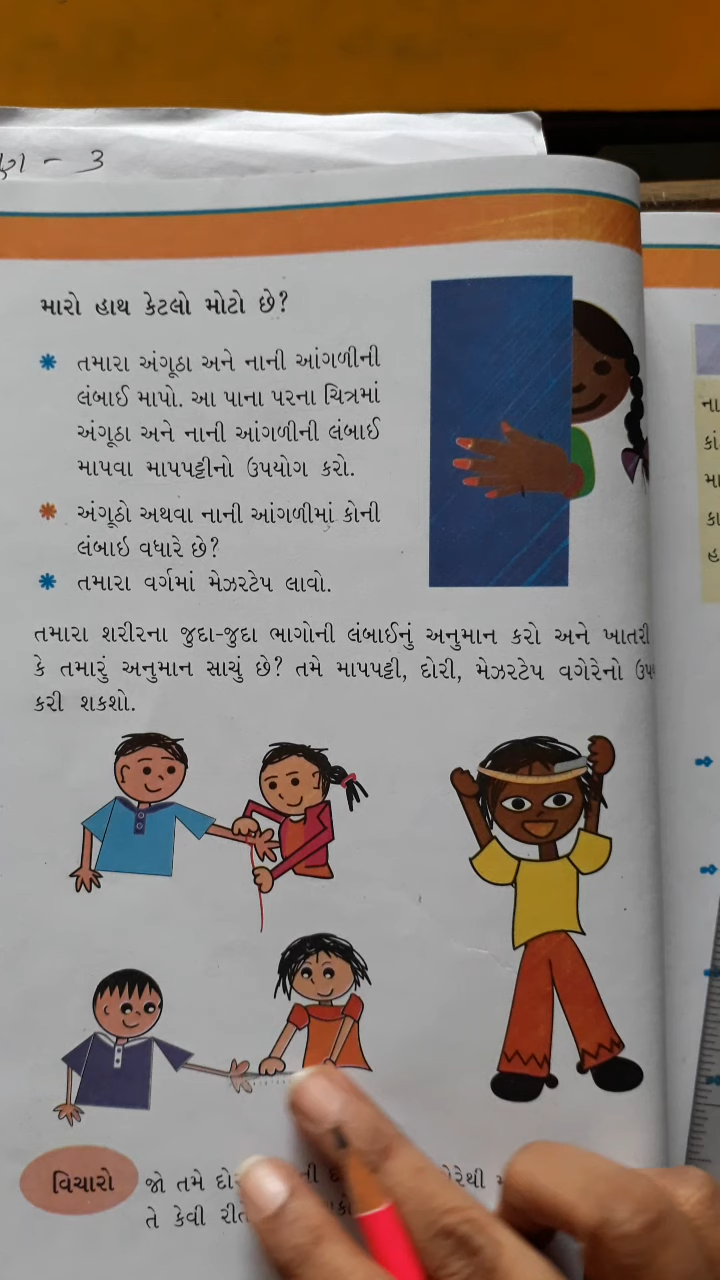 - 3
મારો હાથ કેટલો મોટો છે?
તમારા અંગૂઠા અને નાની આંગળીની
લંબાઈ માપો. આ પાના પરના ચિત્રમાં
અંગૂઠા અને નાની આંગળીની લંબાઈ
માપવા માપપટ્ટીનો ઉપયોગ કરો.
અંગૂઠો અથવા નાની આંગળીમાં કોની
લંબાઇ વધારે છે?
તમારા વર્ગમાં મેઝરટેપ લાવો.
તમારા શરીરના જુદા-જુદા ભાગોની લંબાઈનું અનુમાન કરો અને ખાતરી
કે તમારું અનુમાન સાચું છે? તમે માપપટ્ટી, દોરી, મેઝરટેપ વગેરેનો
કરી શકશો.
વિચારો
જો તમે
તે કેવી